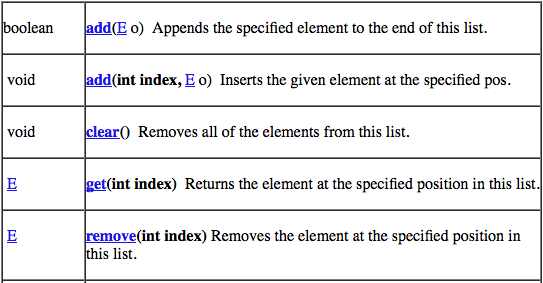 boolean add(E o) Appends the specified element to the end of this list.
void add(int index, E o) Inserts the given element at the specified pos.
void clear() Removes all of the elements from this list.
E get(int index) Returns the element at the specified position in this list.
E remove(int index) Removes the element at the specified position in
this list.